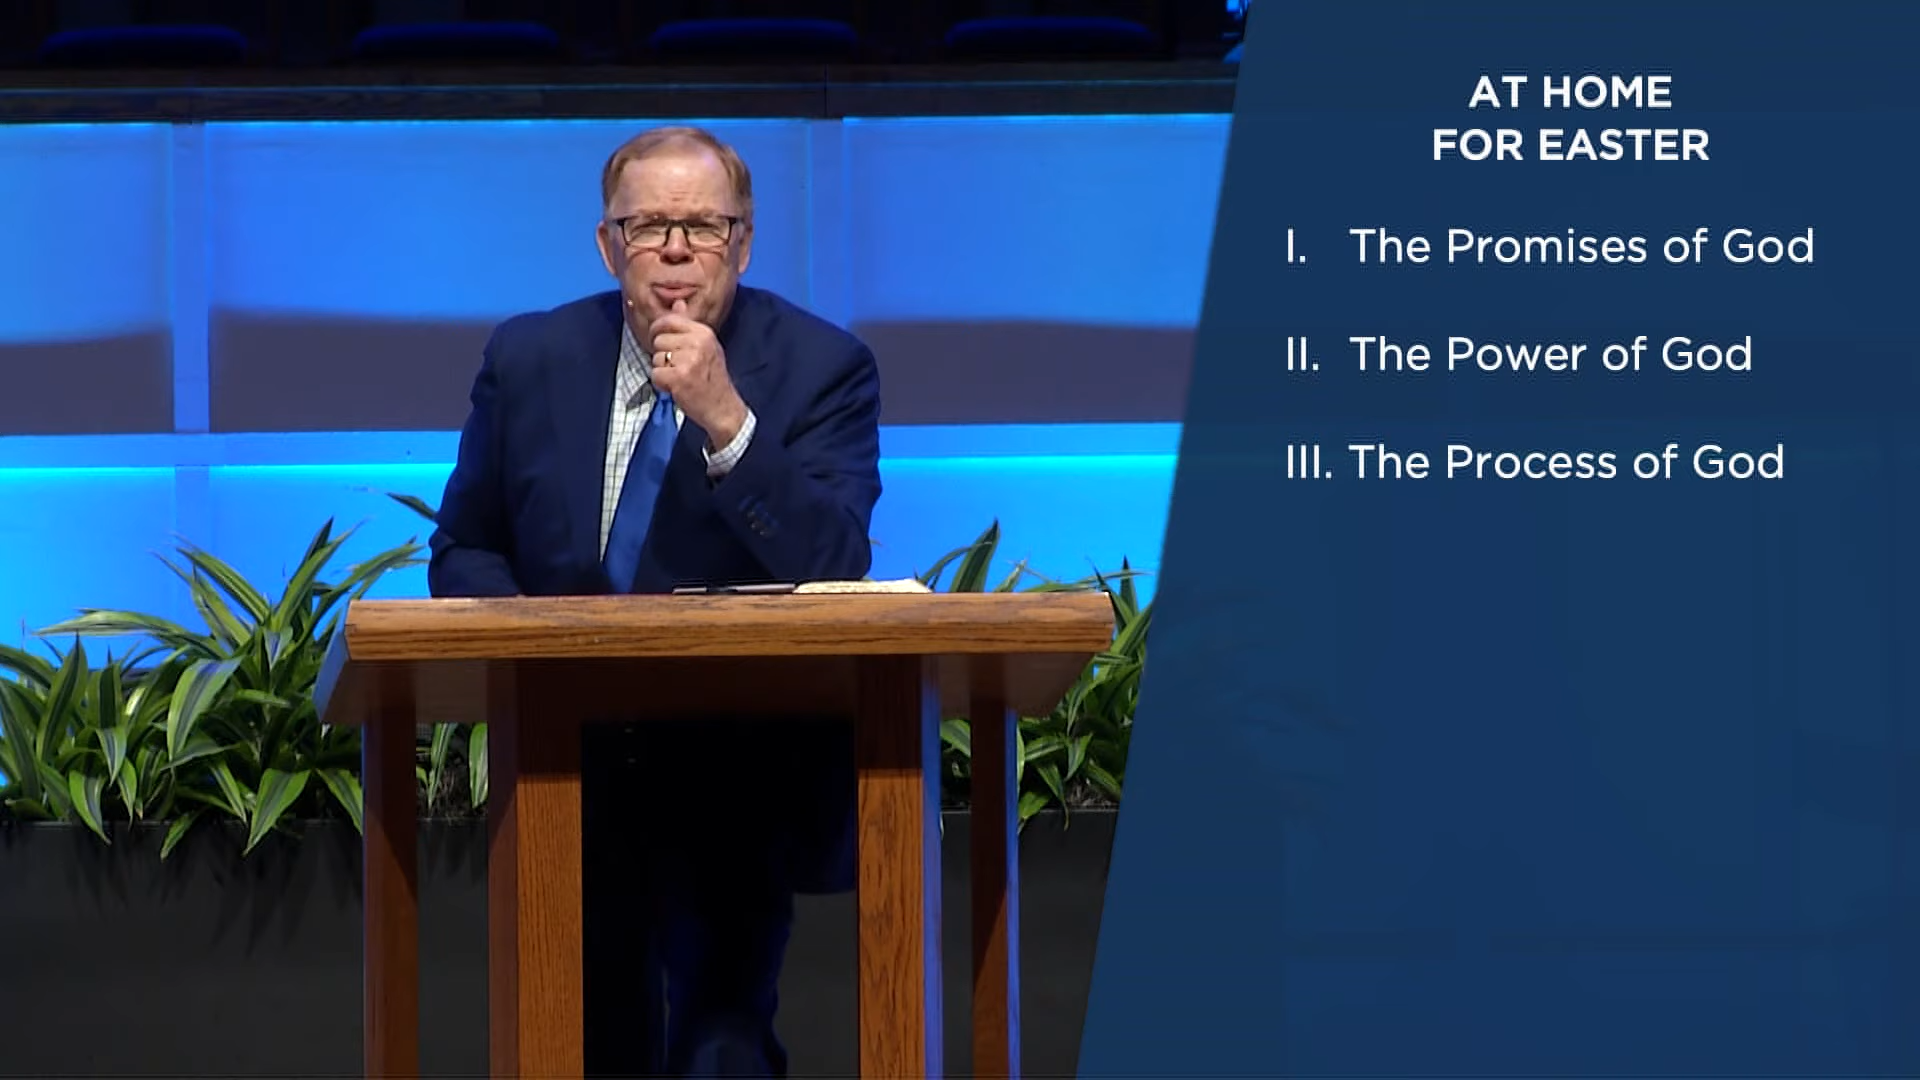 AT HOME
FOR EASTER
I. The Promises of God
II. The Power of God
III. The Process of God